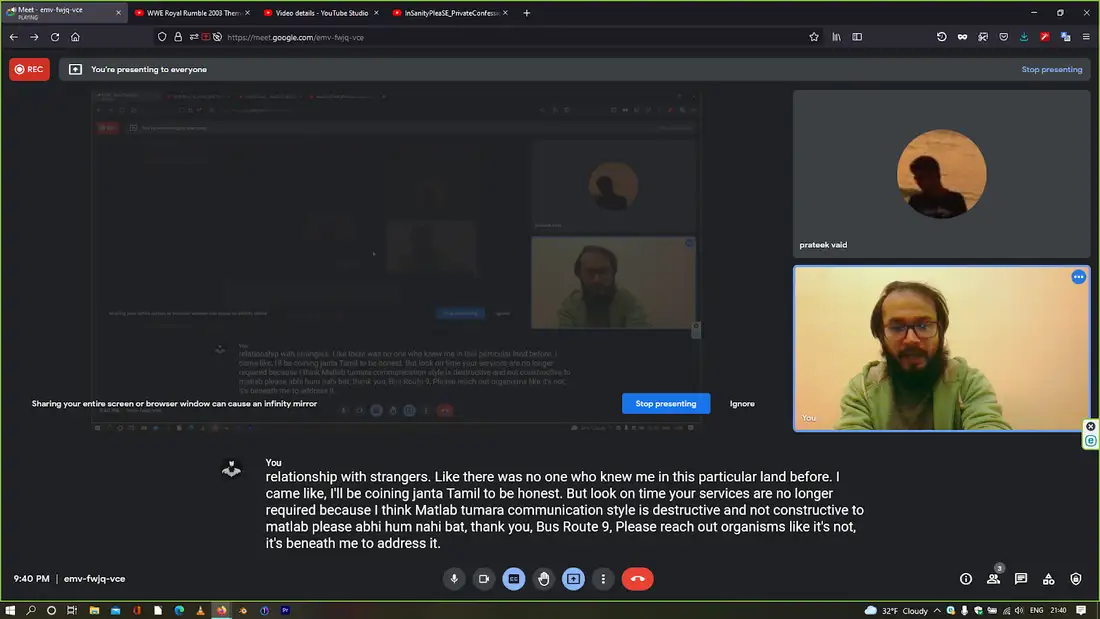 Meet - emv-fwjq-vce
PLAYING
WWE Royal Rumble 2003 Them
Video details - YouTube Studio
InSanityPleaSE_PrivateConfessi
https://meet.google.com/emv-fwjq-vce
REC
You're presenting to everyone
Stop presenting
prateek vaid
Sharing your entire screen or browser window can cause an infinity mirror
Stop presenting
Ignore
You
You
relationship with strangers. Like there was no one who knew me in this particular land before. I
came like, I'll be coining janta Tamil to be honest. But look on time your services are no longer
required because I think Matlab tumara communication style is destructive and not constructive to
matlab please abhi hum nahi bat, thank you, Bus Route 9, Please reach out organisms like it's not,
it's beneath me to address it.
9:40 PM | emv-fwjq-vce
3
32°F Cloudy
ENG
21:40